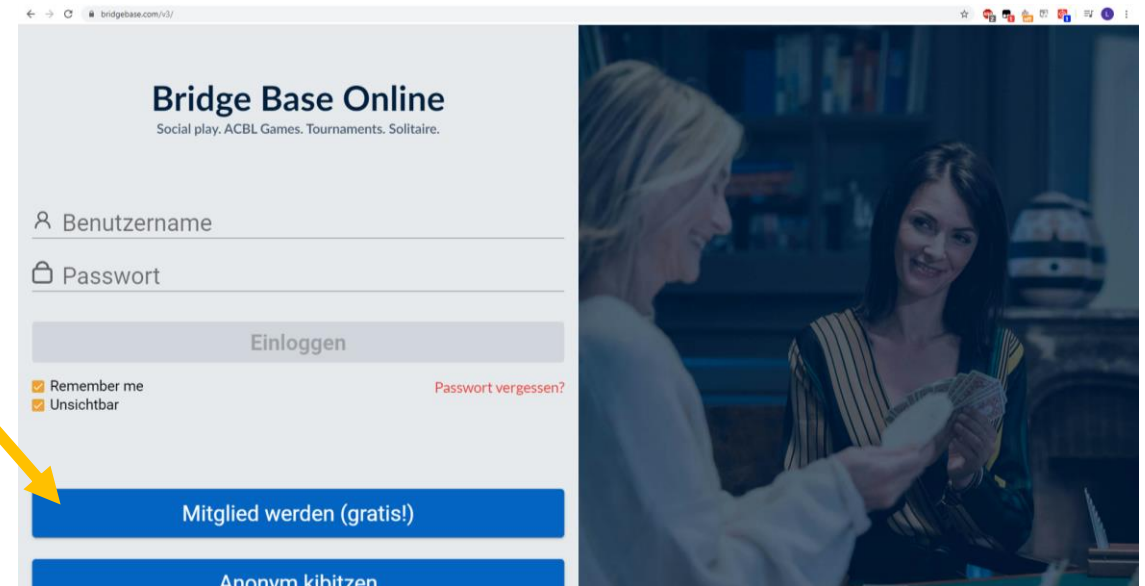 bridgebase.com/v3/
Bridge Base Online
Social play. ACBL Games. Tournaments. Solitaire.
Benutzername
Passwort
Einloggen
Remember me
Passwort vergessen?
Unsichtbar
Mitglied werden (gratis!)
Anonym kibitzen